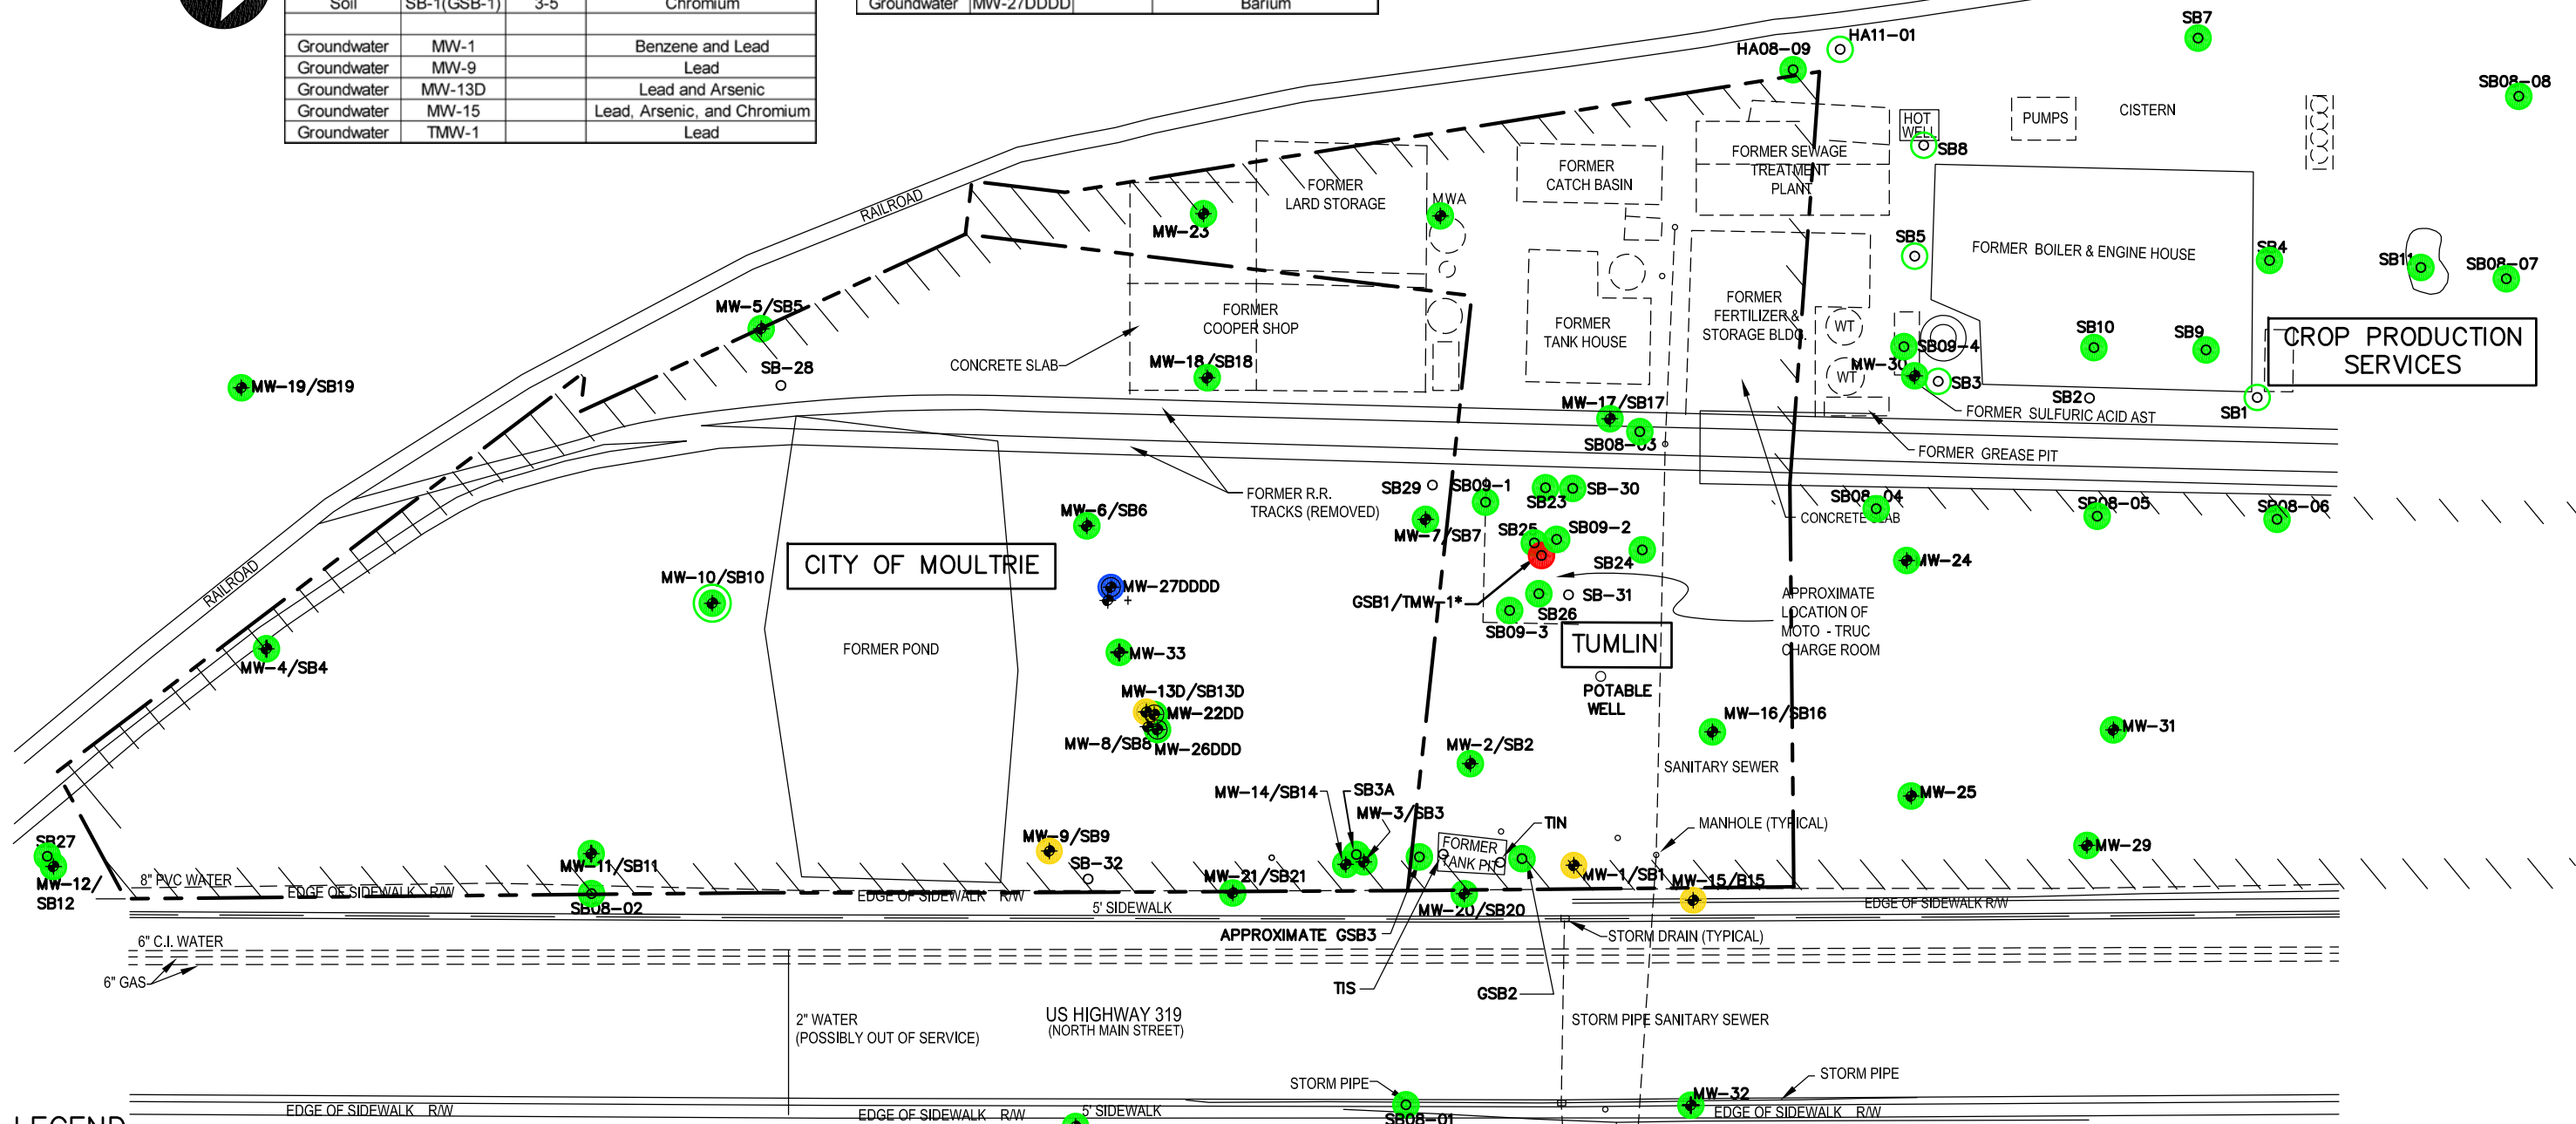 Soil SB-1(GSB-1) 3-5 Chromium
Groundwater MW-1 Benzene and Lead
Groundwater MW-9 Lead
Groundwater MW-13D Lead and Arsenic
Groundwater MW-15 Lead, Arsenic, and Chromium
Groundwater TMW-1 Lead
Groundwater MW-27DDDD Barium
SB7
HA11-01
HA08-09
SB08-08
HOT
WELL
PUMPS
CISTERN
SB8
FORMER SEWAGE
TREATMENT
PLANT
FORMER
CATCH BASIN
FORMER
LARD STORAGE
MWA
RAILROAD
MW-23
SB5
FORMER BOILER & ENGINE HOUSE
SB4
SB11
SB08-07
MW-5/SB5
FORMER
COOPER SHOP
FORMER
TANK HOUSE
FORMER
FERTILIZER &
STORAGE BLDG.
WT
SB09-4
SB10
SB9
CROP PRODUCTION
SERVICES
CONCRETE SLAB
MW-18/SB18
SB-28
MW-19/SB19
MW-30
WT
SB3
SB2
SB1
FORMER SULFURIC ACID AST
MW-17/SB17
SB08-03
FORMER GREASE PIT
FORMER R.R.
TRACKS (REMOVED)
SB29
SB09-1
SB23
SB-30
SB08-04
SB08-05
SB08-06
CONCRETE SLAB
MW-6/SB6
MW-7/SB7
SB25
SB09-2
SB24
MW-24
CITY OF MOULTRIE
RAILROAD
MW-10/SB10
MW-27DDDD
GSB1/TMW-1*
SB-31
SB26
SB09-3
APPROXIMATE
LOCATION OF
MOTO - TRUC
CHARGE ROOM
TUMLIN
FORMER POND
MW-33
MW-4/SB4
POTABLE
WELL
MW-13D/SB13D
MW-22DD
MW-8/SB8
MW-26DDD
MW-16/SB16
MW-31
MW-2/SB2
SANITARY SEWER
MW-25
MW-14/SB14
SB3A
MW-3/SB3
TIN
MANHOLE (TYPICAL)
SB27
MW-9/SB9
FORMER
TANK PIT
MW-29
MW-11/SB11
SB-32
MW-12/
SB12
8" PVC WATER
EDGE OF SIDEWALK R/W
SB08-02
EDGE OF SIDEWALK R/W
MW-21/SB21
5' SIDEWALK
MW-20/SB20
MW-1/SB1
MW-15/B15
EDGE OF SIDEWALK R/W
6" C.I. WATER
APPROXIMATE GSB3
STORM DRAIN (TYPICAL)
6" GAS
TIS
GSB2
2" WATER
(POSSIBLY OUT OF SERVICE)
US HIGHWAY 319
(NORTH MAIN STREET)
STORM PIPE SANITARY SEWER
STORM PIPE
STORM PIPE
MW-32
LEGEND
EDGE OF SIDEWALK R/W
EDGE OF SIDEWALK R/W
5' SIDEWALK
SB08-01
EDGE OF SIDEWALK R/W